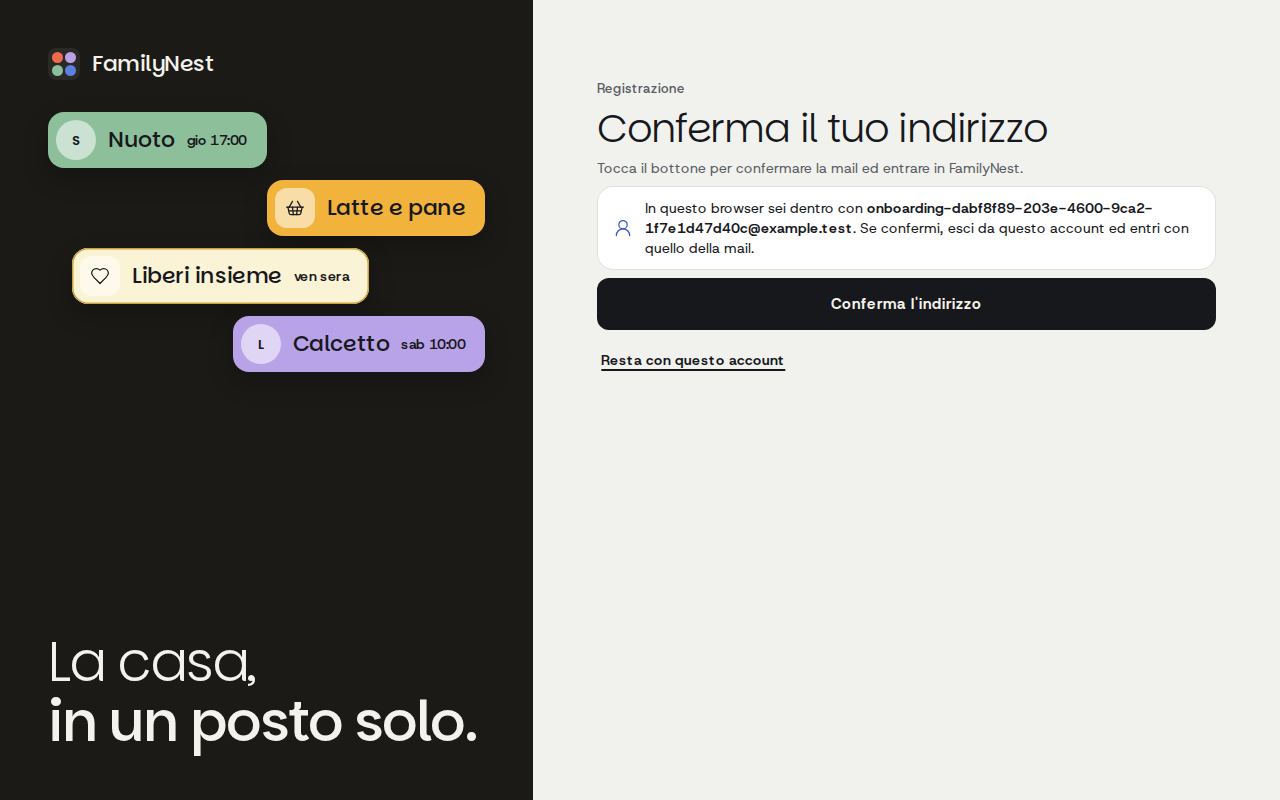 FamilyNest
S Nuoto gio 17:00
Latte e pane
Liberi insieme ven sera
L Calcetto sab 10:00
La casa,
in un posto solo.
Registrazione
Conferma il tuo indirizzo
Tocca il bottone per confermare la mail ed entrare in FamilyNest.
In questo browser sei dentro con onboarding-dabf8f89-203e-4600-9ca2-
1f7e1d47d40c@example.test. Se confermi, esci da questo account ed entri con
quello della mail.
Conferma l'indirizzo
Resta con questo account